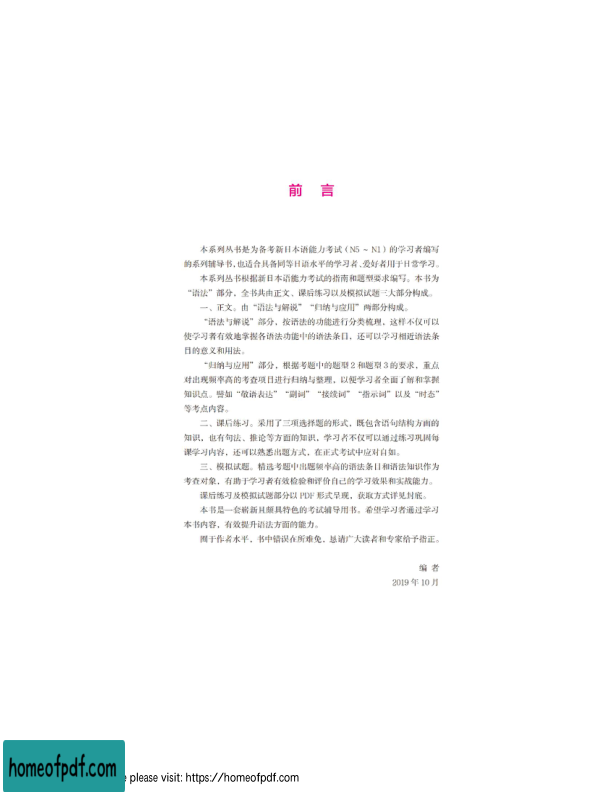 前 言
本系列丛书是为备考新日本语能力考试（N5 ~ N1）的学习者编写
的系列辅导书，也适合具备同等日语水平的学习者、爱好者用于日常学习。
本系列丛书根据新日本语能力考试的指南和题型要求编写。本书为
“语法”部分，全书共由正文、课后练习以及模拟试题三大部分构成。
一、正文。由“语法与解说”“归纳与应用”两部分构成。
“语法与解说”部分，按语法的功能进行分类梳理，这样不仅可以
使学习者有效地掌握各语法功能中的语法条目，还可以学习相近语法条
目的意义和用法。
“归纳与应用”部分，根据考题中的题型 2 和题型 3 的要求，重点
对出现频率高的考查项目进行归纳与整理，以便学习者全面了解和掌握
知识点。譬如“敬语表达”“副词”“接续词”“指示词”以及“时态”
等考点内容。
二、课后练习。采用了三项选择题的形式，既包含语句结构方面的
知识，也有句法、推论等方面的知识，学习者不仅可以通过练习巩固每
课学习内容，还可以熟悉出题方式，在正式考试中应对自如。
三、模拟试题。精选考题中出题频率高的语法条目和语法知识作为
考查对象，有助于学习者有效检验和评价自己的学习效果和实战能力。
课后练习及模拟试题部分以 PDF 形式呈现，获取方式详见封底。
本书是一套崭新且颇具特色的考试辅导用书。希望学习者通过学习
本书内容，有效提升语法方面的能力。
囿于作者水平，书中错误在所难免，恳请广大读者和专家给予指正。
编 者
2019 年 10 月
homeofpdf.com
please visit: https://homeofpdf.com